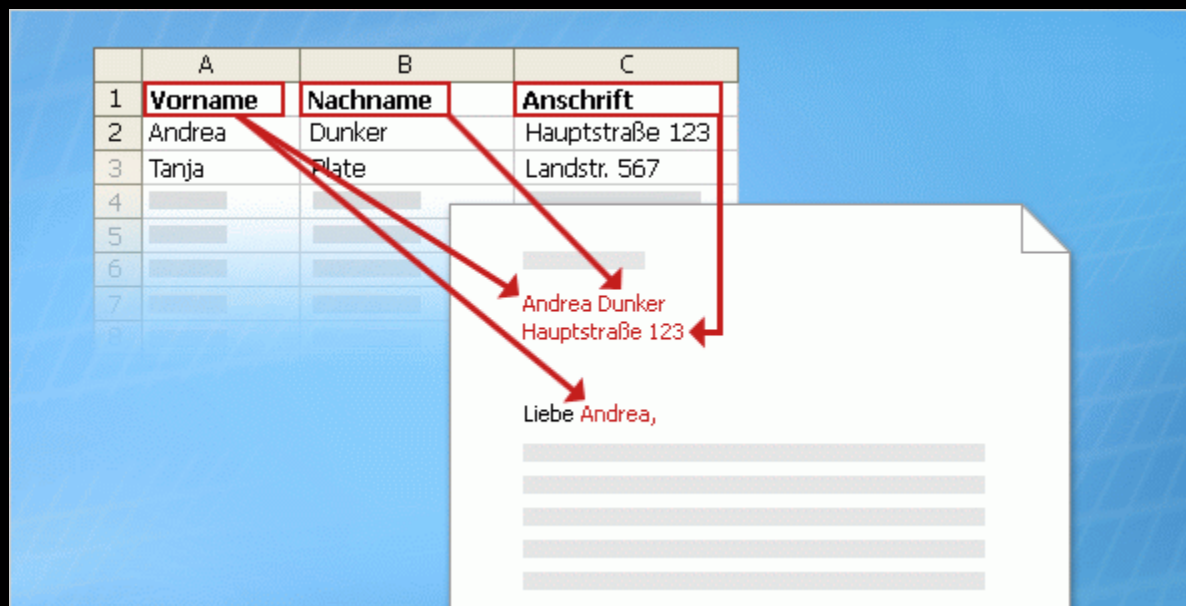 A B C
1 Vorname Nachname Anschrift
2 Andrea Dunker Hauptstraße 123
3 Tanja Plate Landstr. 567
4
5
6
7
8
Andrea Dunker
Hauptstraße 123
Liebe Andrea,